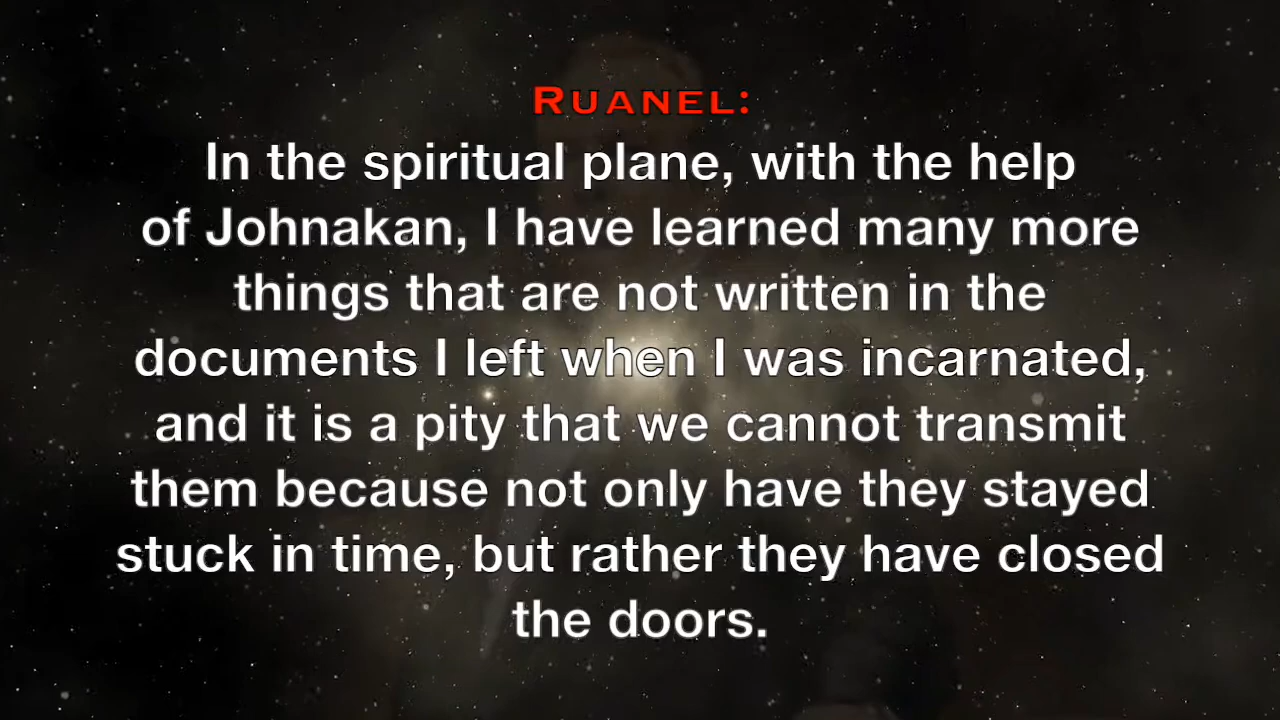 RUANEL:
In the spiritual plane, with the help
of Johnakan, I have learned many more
things that are not written in the
documents I left when I was incarnated,
and it is a pity that we cannot transmit
them because not only have they stayed
stuck in time, but rather they have closed
the doors.